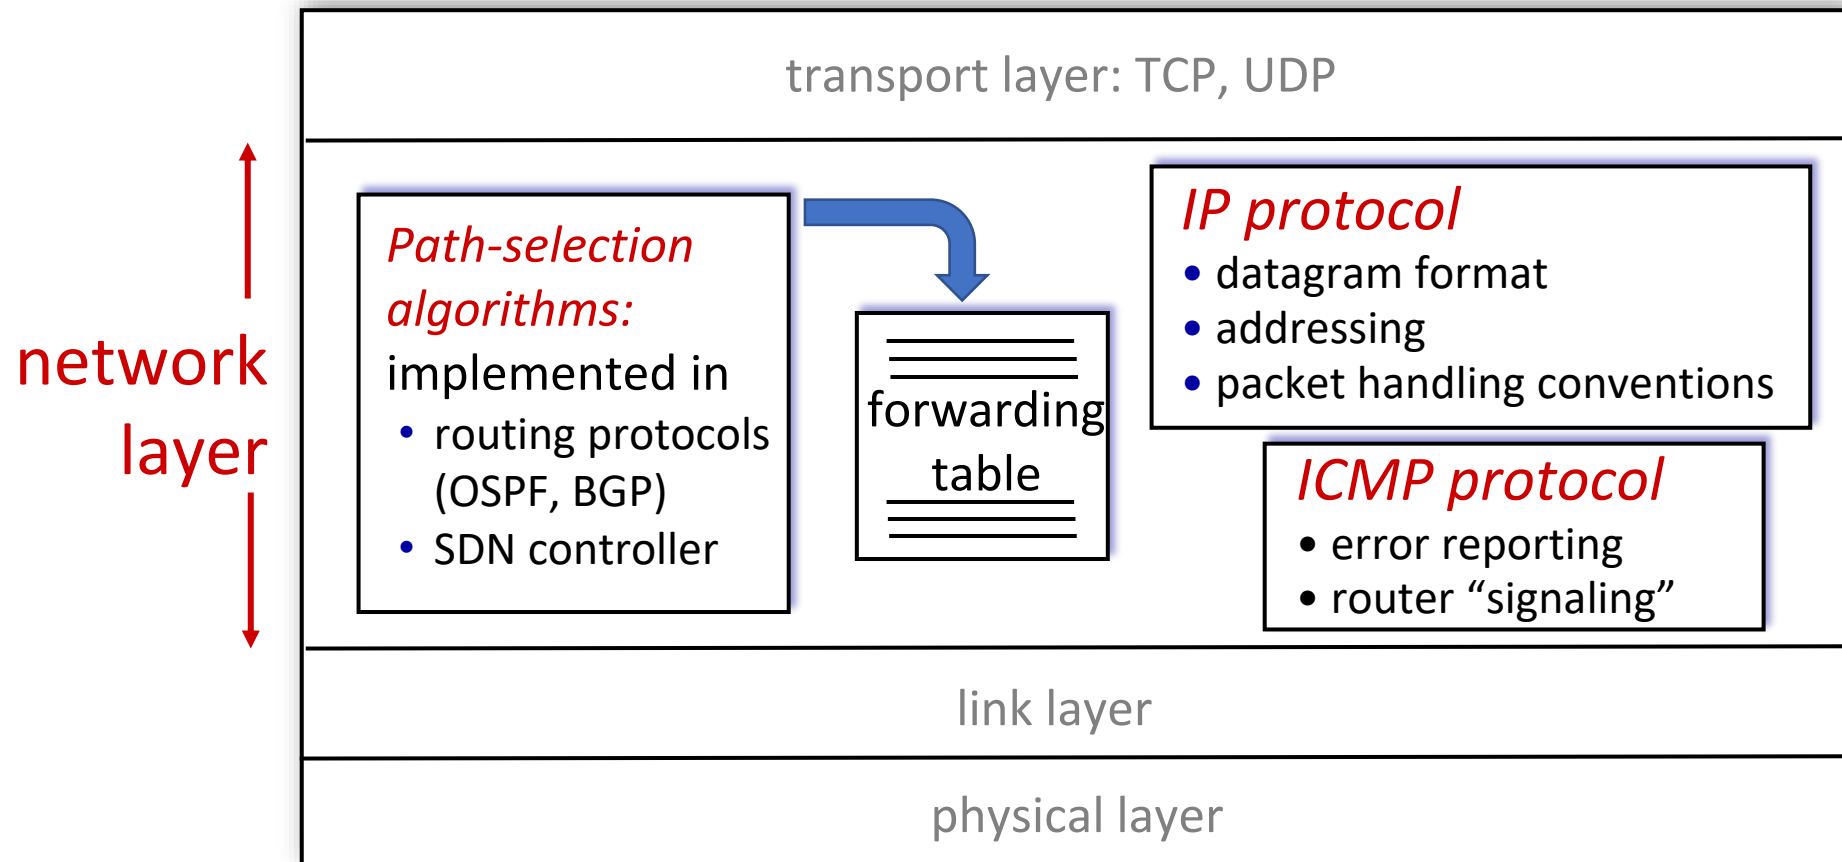 transport layer: TCP, UDP
network
layer
Path-selection
algorithms:
implemented in
• routing protocols
(OSPF, BGP)
• SDN controller
forwarding
table
IP protocol
• datagram format
• addressing
• packet handling conventions
ICMP protocol
• error reporting
• router “signaling”
link layer
physical layer